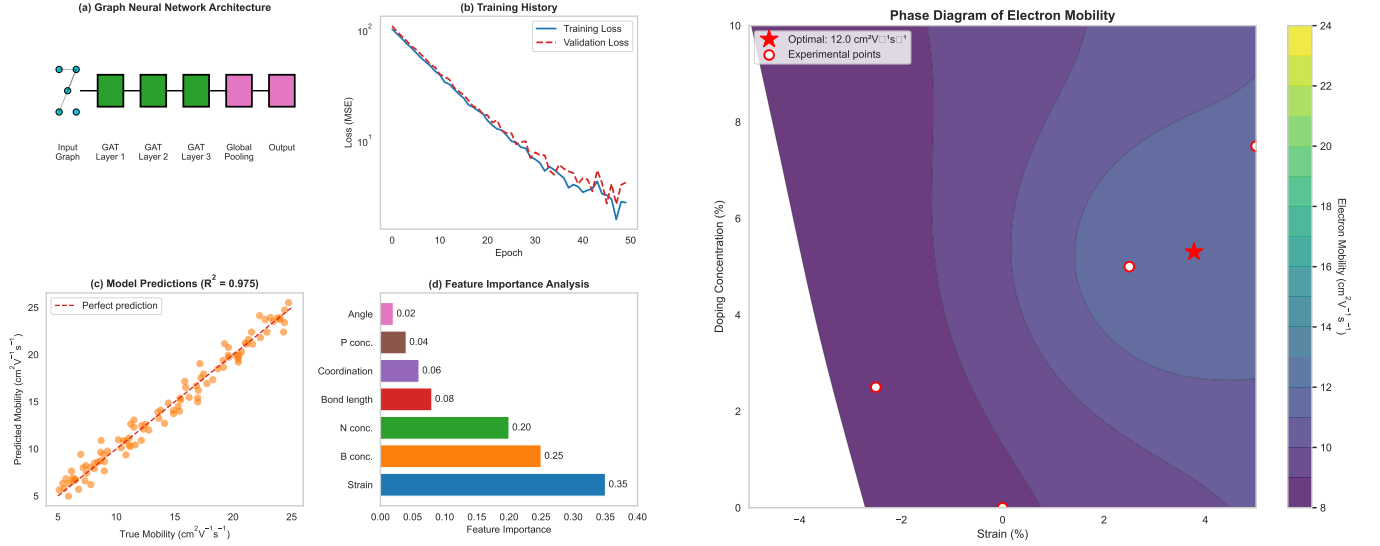 (a) Graph Neural Network Architecture
Input
Graph
GAT
Layer 1
GAT
Layer 2
GAT
Layer 3
Global
Pooling
Output
(b) Training History
Training Loss
Validation Loss
10²
10¹
Loss (MSE)
0 10 20 30 40 50
Epoch
(c) Model Predictions (R² = 0.975)
Perfect prediction
25
20
15
10
5
Predicted Mobility (cm²V⁻¹s⁻¹)
5 10 15 20 25
True Mobility (cm²V⁻¹s⁻¹)
(d) Feature Importance Analysis
Angle 0.02
P conc. 0.04
Coordination 0.06
Bond length 0.08
N conc. 0.20
B conc. 0.25
Strain 0.35
0.00 0.05 0.10 0.15 0.20 0.25 0.30 0.35 0.40
Feature Importance
Phase Diagram of Electron Mobility
Optimal: 12.0 cm²V□¹s□¹
Experimental points
10
8
6
4
2
0
Doping Concentration (%)
−4 −2 0 2 4
Strain (%)
24
22
20
18
16
14
12
10
8
Electron Mobility (cm²V⁻¹s⁻¹)